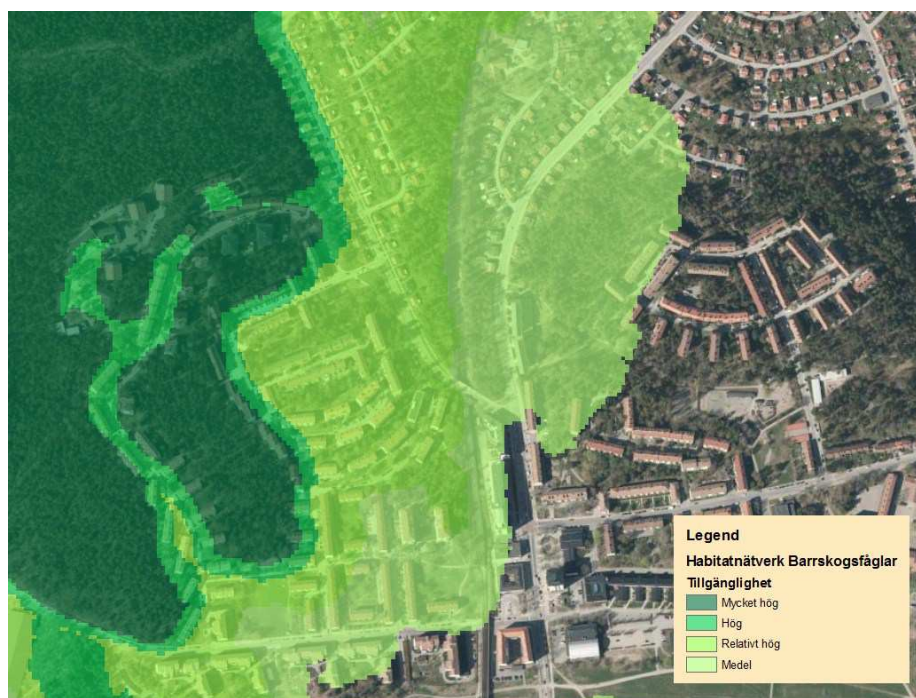 Legend
Habitatnätverk Barrskogsfåglar
Tillgänglighet
Mycket hög
Hög
Relativt hög
Medel